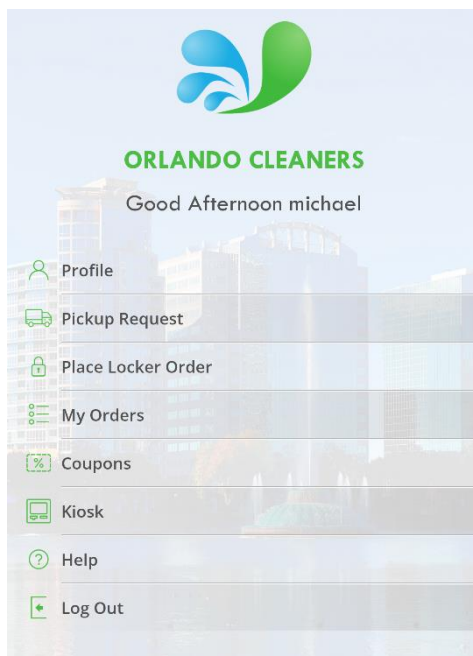 ORLANDO CLEANERS
Good Afternoon michael
Profile
Pickup Request
Place Locker Order
My Orders
Coupons
Kiosk
Help
Log Out